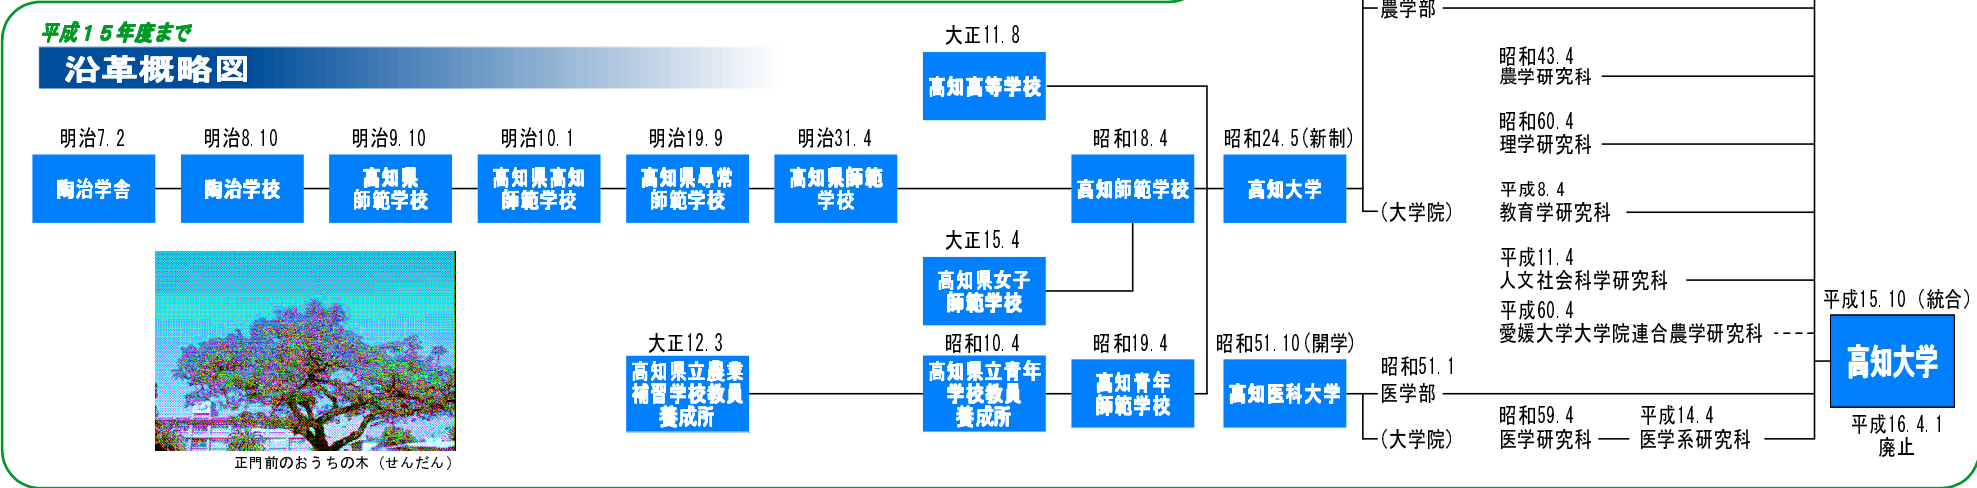 平成15年度まで
沿革概略図
明治7.2
陶冶学舎
明治8.10
陶冶学校
明治9.10
高知県
師範学校
明治10.1
高知県高知
師範学校
明治19.9
高知県尋常
師範学校
明治31.4
高知県師範
学校
大正11.8
高知高等学校
昭和18.4
高知師範学校
大正15.4
高知県女子
師範学校
大正12.3
高知県立農業
補習学校教員
養成所
昭和10.4
高知県立青年
学校教員
養成所
昭和19.4
高知青年
師範学校
昭和24.5(新制)
高知大学
昭和51.10(開学)
高知医科大学
農学部
(大学院)
昭和43.4
農学研究科
昭和60.4
理学研究科
平成8.4
教育学研究科
平成11.4
人文社会科学研究科
平成60.4
愛媛大学大学院連合農学研究科
昭和51.1
医学部
(大学院)
昭和59.4
医学研究科
平成14.4
医学系研究科
平成15.10(統合)
高知大学
平成16.4.1
廃止
正門前のおうちの木(せんだん)